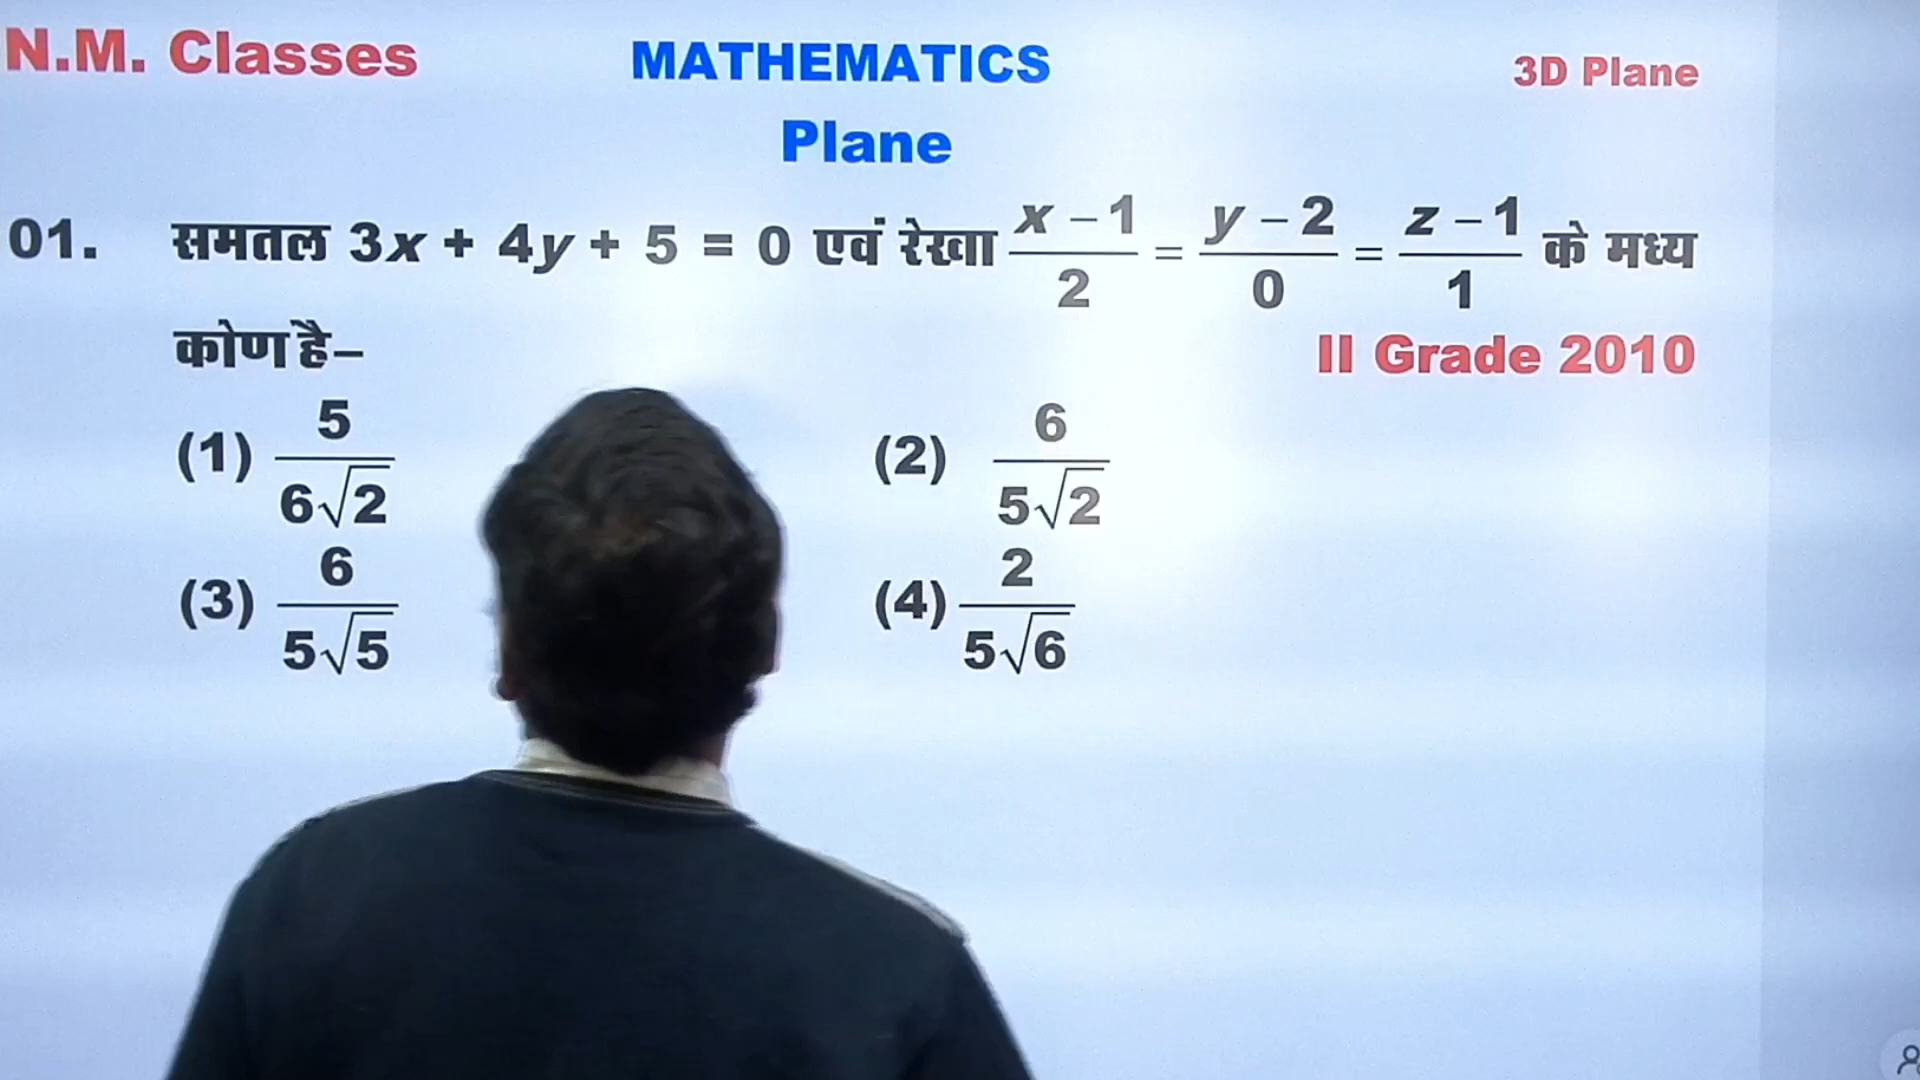 N.M. Classes MATHEMATICS 3D Plane
Plane
01. समतल 3x + 4y + 5 = 0 एवं रेखा (x – 1)/2 = (y – 2)/0 = (z – 1)/1 के मध्य
कोण है–
II Grade 2010
(1) 5/(6√2) (2) 6/(5√2)
(3) 6/(5√5) (4) 2/(5√6)